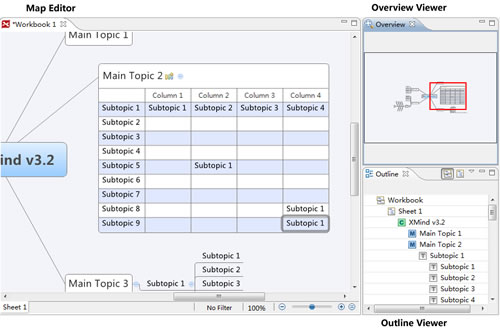 Map Editor
Overview Viewer
*Workbook 1
Overview
Main Topic 1
Main Topic 2
Column 1 Column 2 Column 3 Column 4
Subtopic 1 Subtopic 1 Subtopic 2 Subtopic 3 Subtopic 4
Subtopic 2
Subtopic 3
Subtopic 4
Subtopic 5 Subtopic 1
Subtopic 6
Subtopic 7
Subtopic 8 Subtopic 1
Subtopic 9 Subtopic 1
ind v3.2
Main Topic 3
Subtopic 1
Subtopic 1
Subtopic 2
Subtopic 3
Sheet 1
No Filter
100%
Outline
Workbook
Sheet 1
C XMind v3.2
M Main Topic 1
M Main Topic 2
T Subtopic 1
T Subtopic 1
T Subtopic 2
T Subtopic 3
T Subtopic 4
Outline Viewer